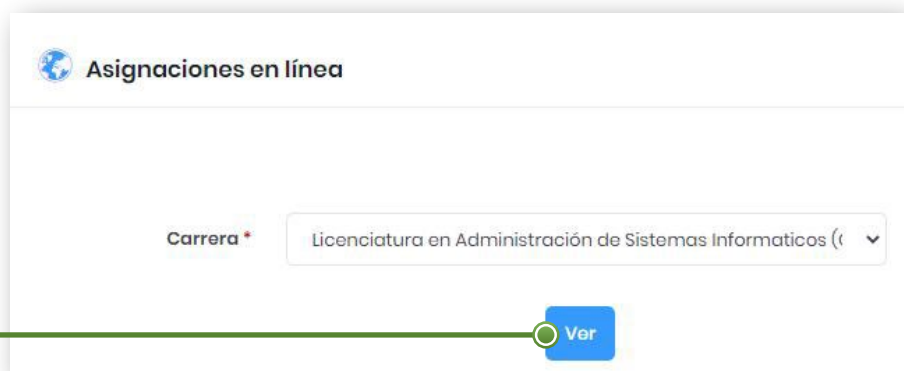 Asignaciones en línea
Carrera * Licenciatura en Administración de Sistemas Informaticos (
Ver